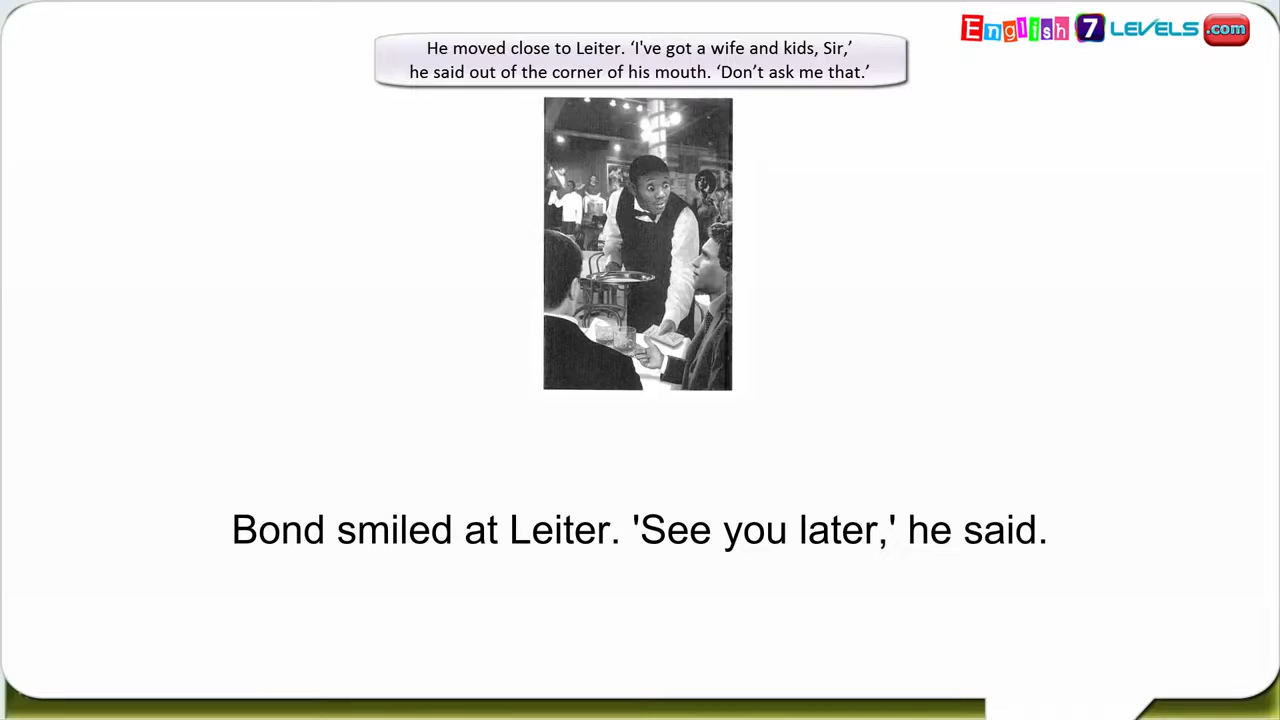 English 7 LEVELS .com
He moved close to Leiter. ‘I've got a wife and kids, Sir,’
he said out of the corner of his mouth. ‘Don’t ask me that.’
Bond smiled at Leiter. 'See you later,' he said.